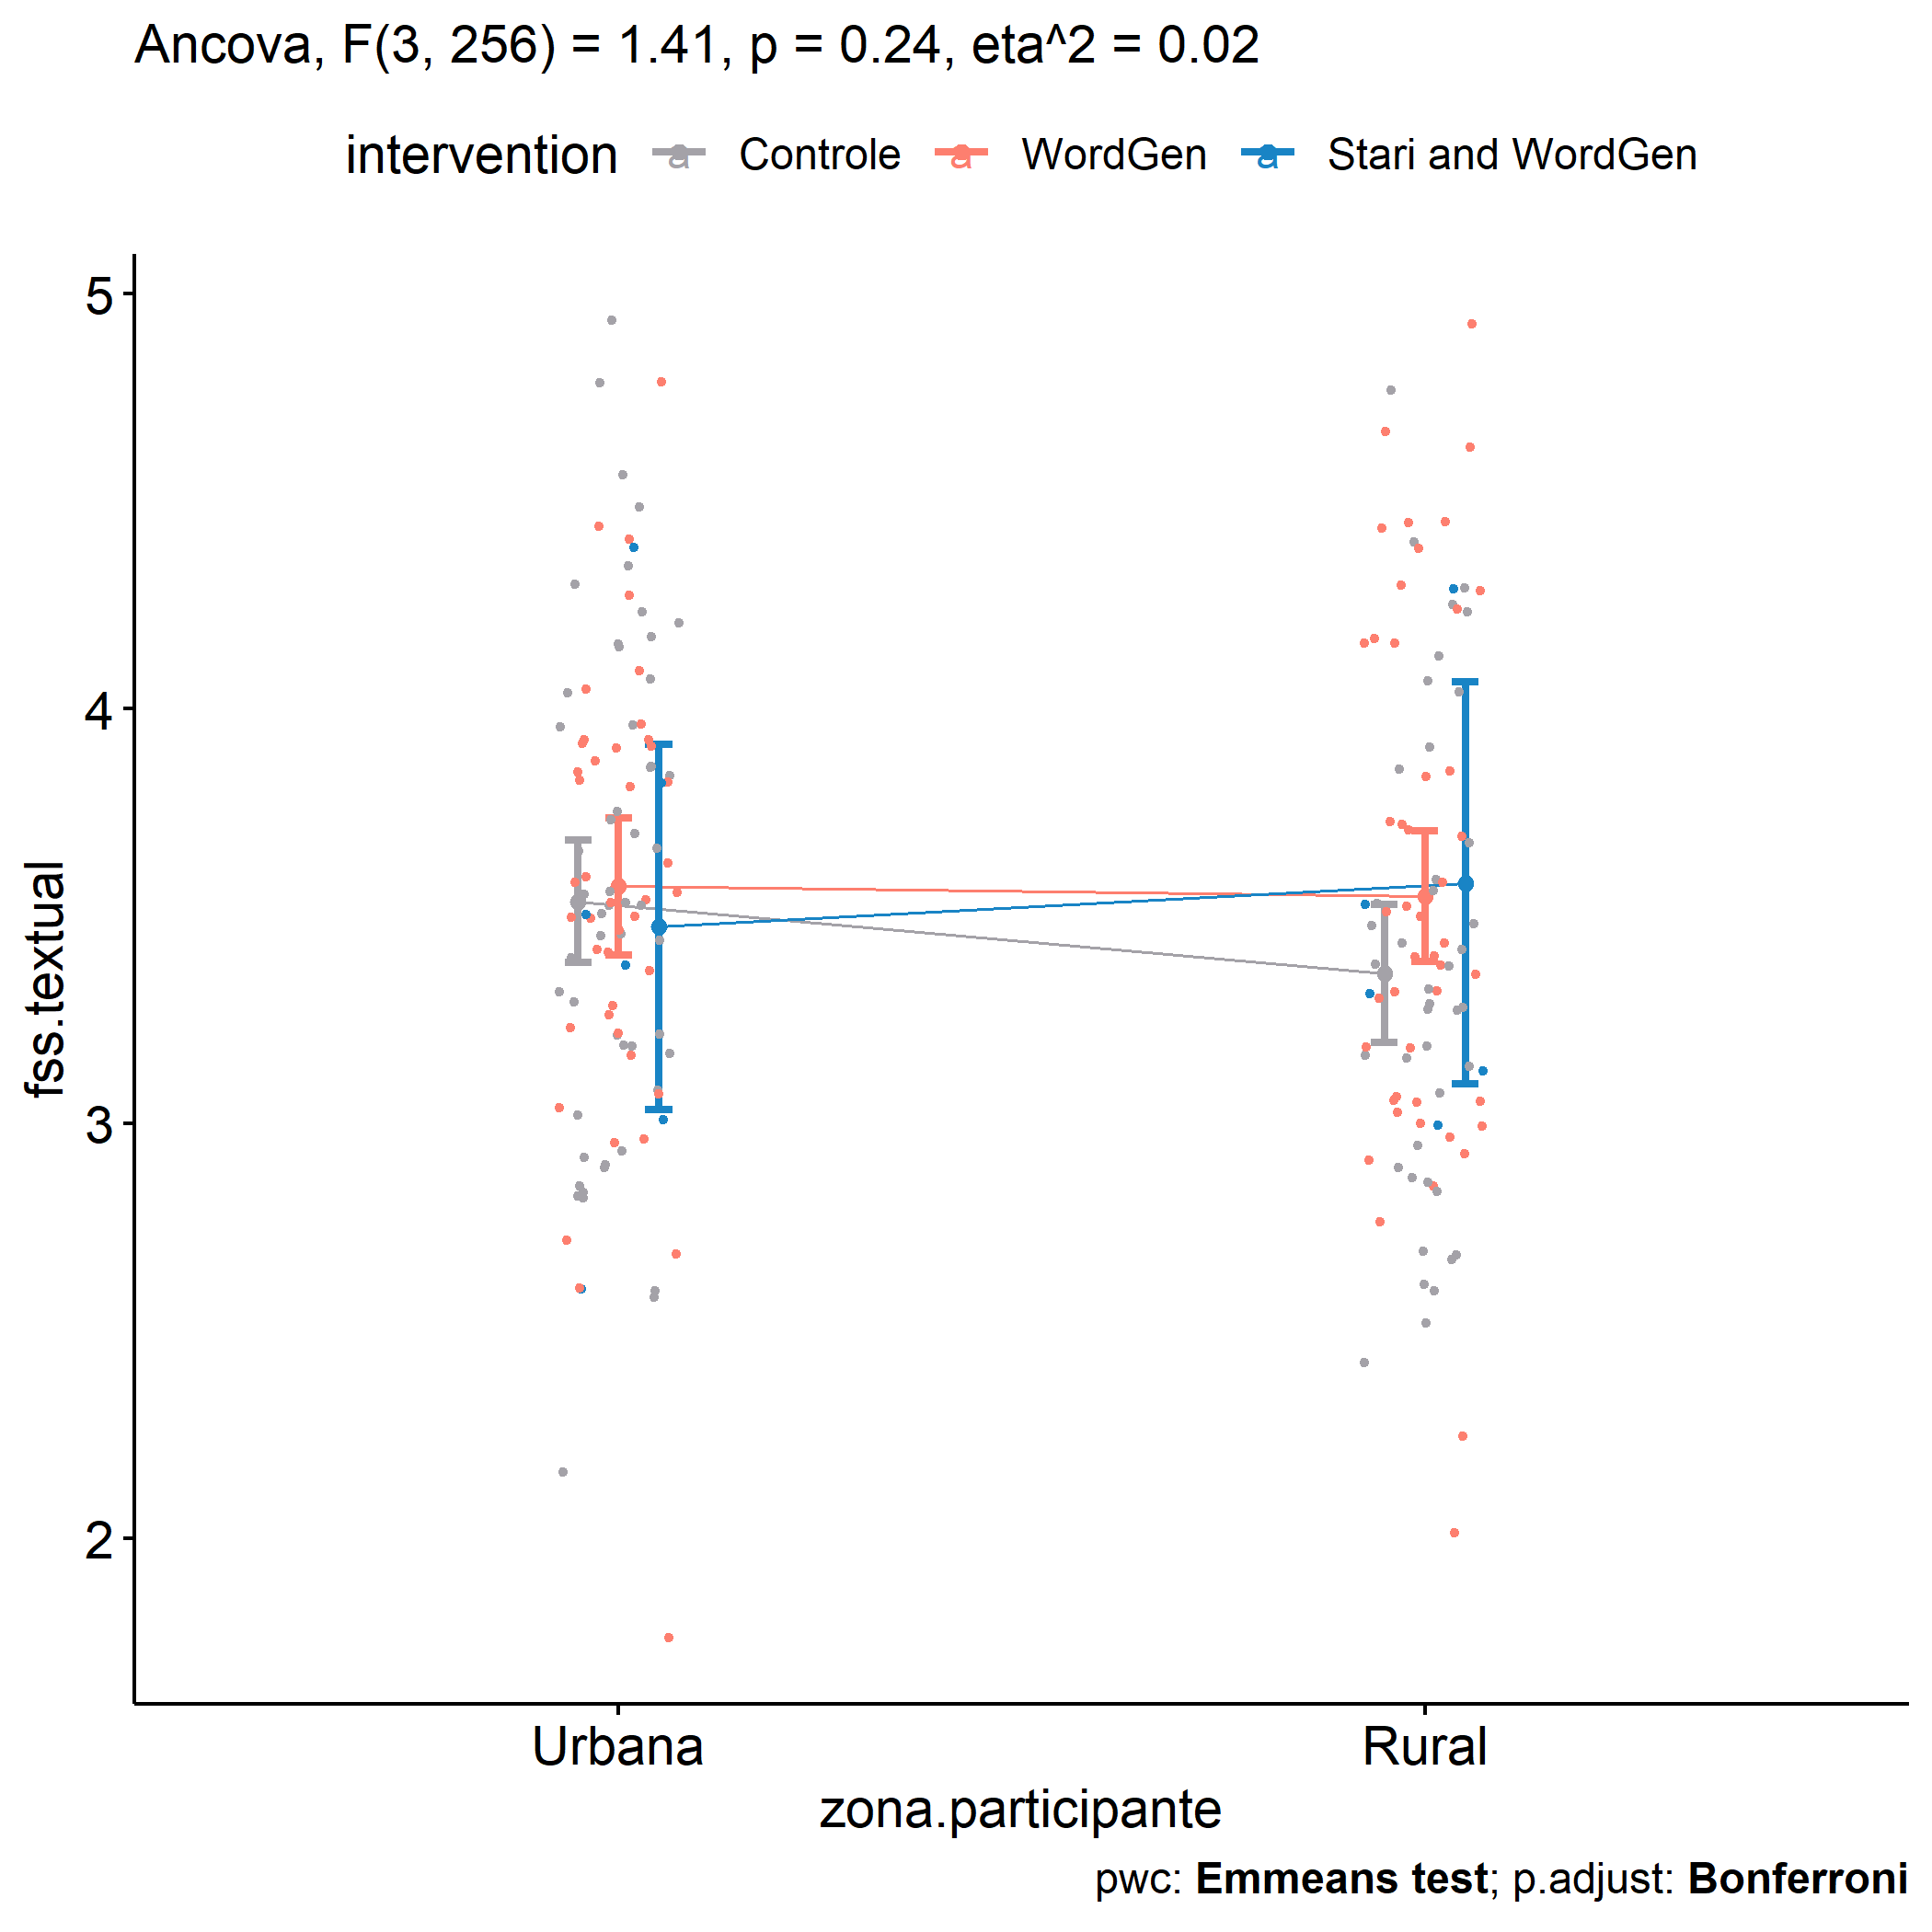 Ancova, F(3, 256) = 1.41, p = 0.24, eta^2 = 0.02
intervention a Controle a WordGen a Stari and WordGen
5
4
3
2
fss.textual
Urbana Rural
zona.participante
pwc: Emmeans test; p.adjust: Bonferroni